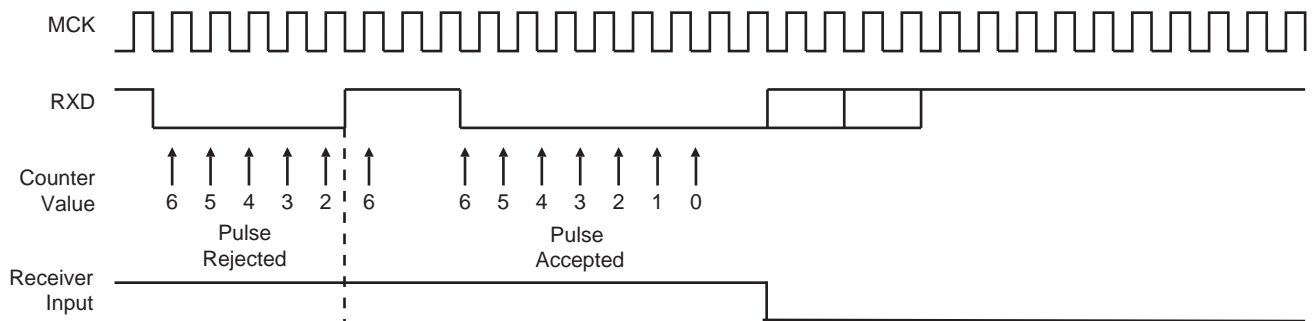 MCK
RXD
Counter
Value
6 5 4 3 2 6 6 5 4 3 2 1 0
Pulse
Rejected
Pulse
Accepted
Receiver
Input